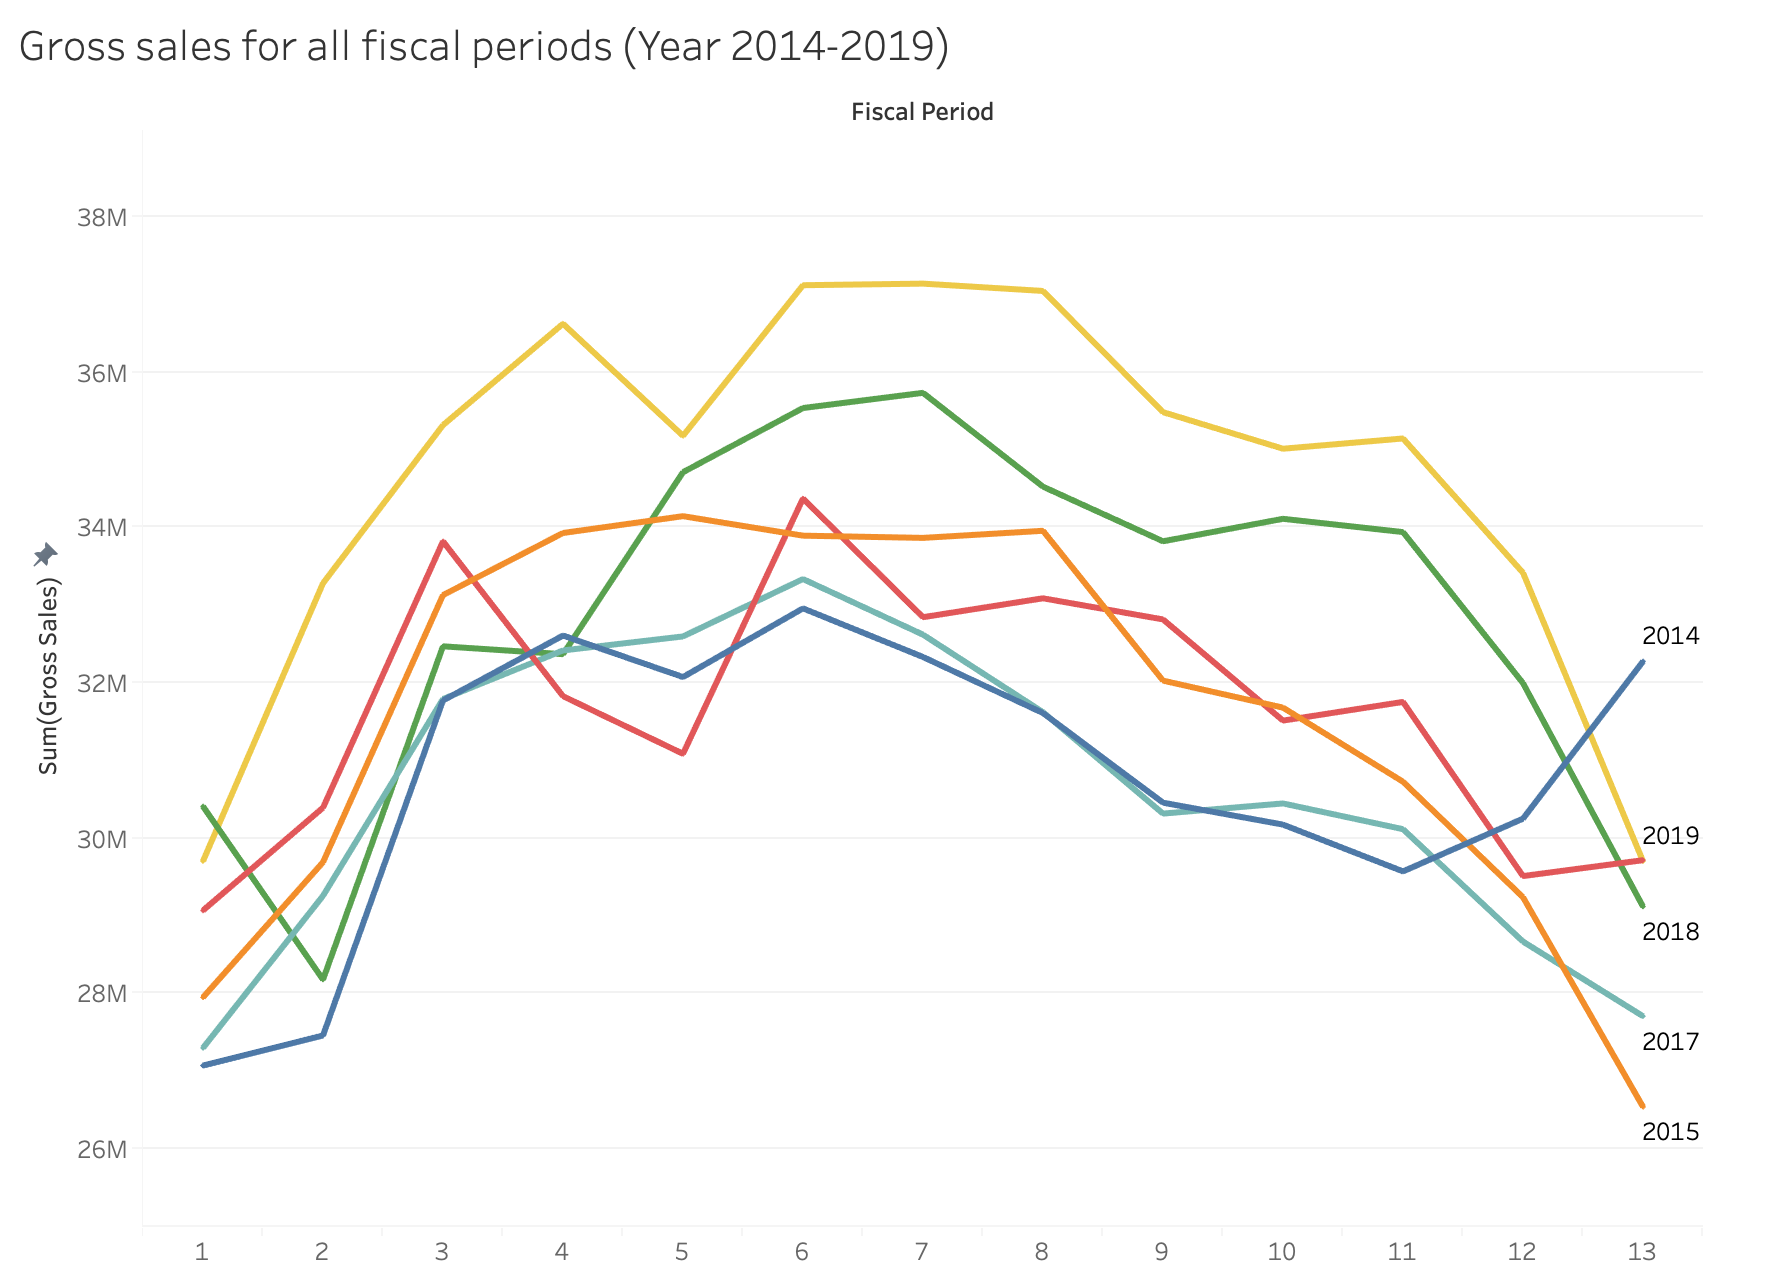 Gross sales for all fiscal periods (Year 2014-2019)
Fiscal Period
38M
36M
34M
32M
30M
28M
26M
Sum(Gross Sales)
2014
2019
2018
2017
2015
1 2 3 4 5 6 7 8 9 10 11 12 13